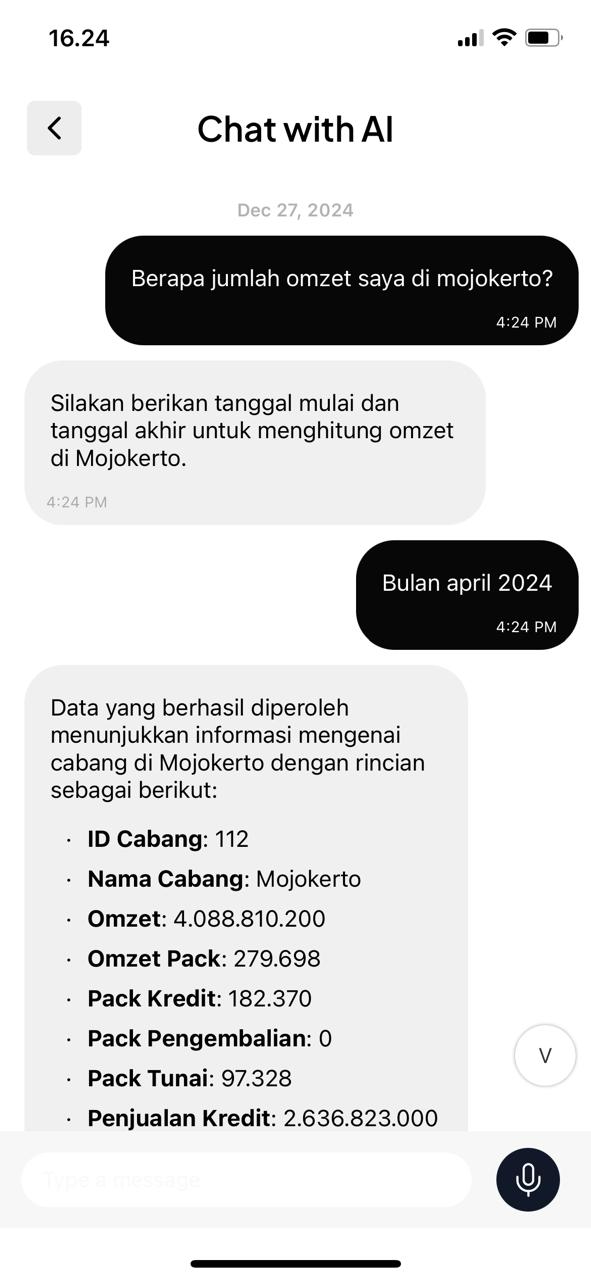 16.24
Chat with AI
Dec 27, 2024
Berapa jumlah omzet saya di mojokerto?
4:24 PM
Silakan berikan tanggal mulai dan
tanggal akhir untuk menghitung omzet
di Mojokerto.
4:24 PM
Bulan april 2024
4:24 PM
Data yang berhasil diperoleh
menunjukkan informasi mengenai
cabang di Mojokerto dengan rincian
sebagai berikut:
· ID Cabang: 112
· Nama Cabang: Mojokerto
· Omzet: 4.088.810.200
· Omzet Pack: 279.698
· Pack Kredit: 182.370
· Pack Pengembalian: 0
· Pack Tunai: 97.328
· Penjualan Kredit: 2.636.823.000
V
Type a message